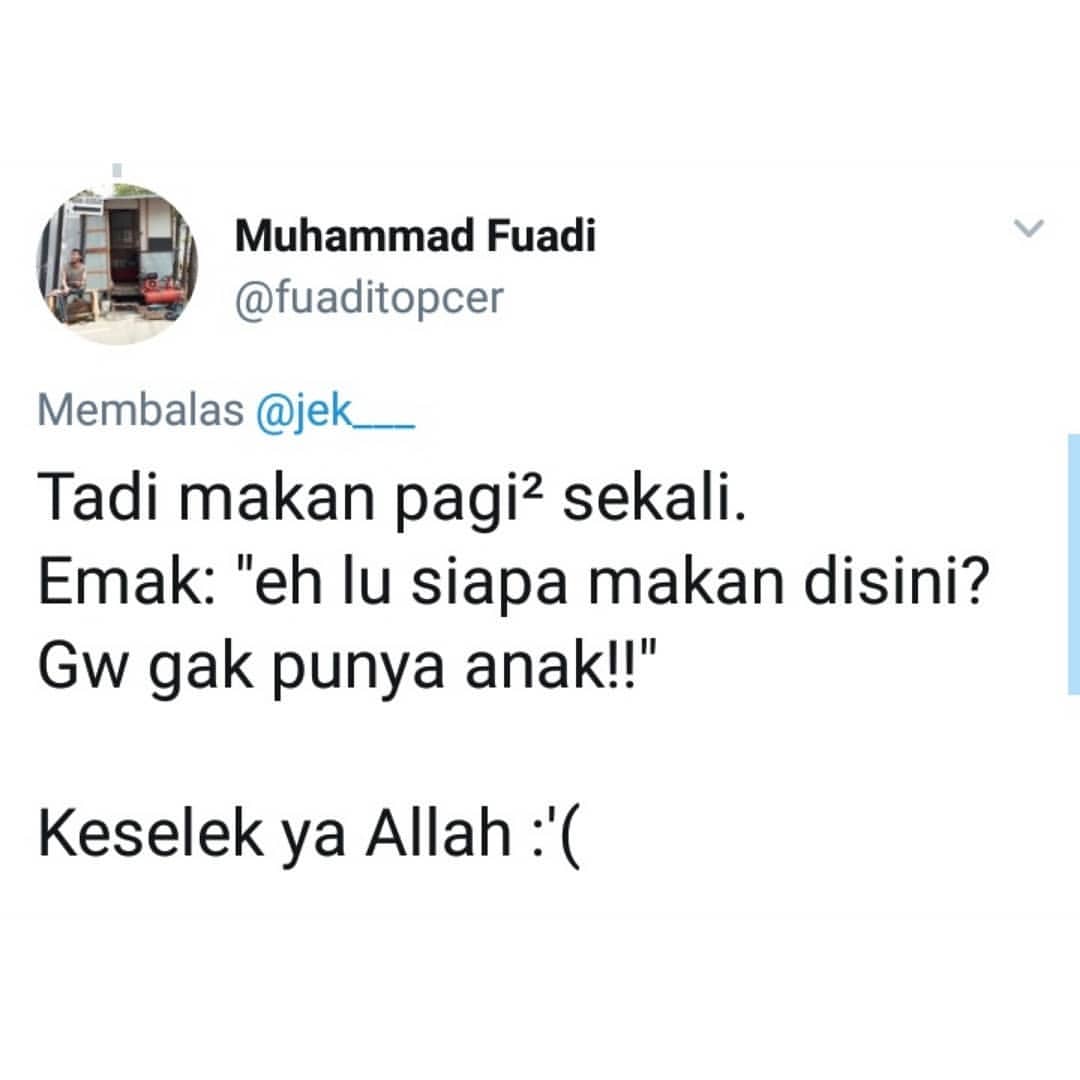 Muhammad Fuadi
@fuaditopcer
Membalas @jek___
Tadi makan pagi² sekali.
Emak: "eh lu siapa makan disini?
Gw gak punya anak!!"
Keselek ya Allah :'(